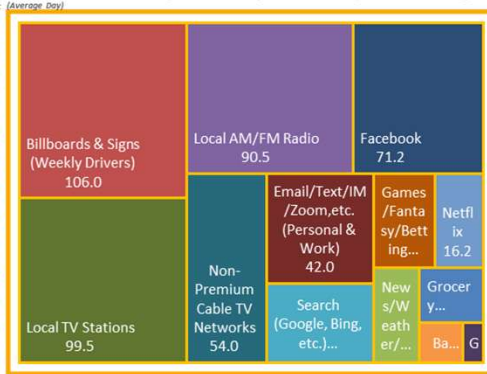 (Average Day)
Billboards & Signs
(Weekly Drivers)
106.0
Local AM/FM Radio
90.5
Facebook
71.2
Local TV Stations
99.5
Non-
Premium
Cable TV
Networks
54.0
Email/Text/IM
/Zoom,etc.
(Personal &
Work)
42.0
Search
(Google, Bing,
etc.)...
Games
/Fanta
sy/Bett
ing...
Netfl
ix
16.2
New
s/W
eath
er/...
Grocer
y...
Ba...
G